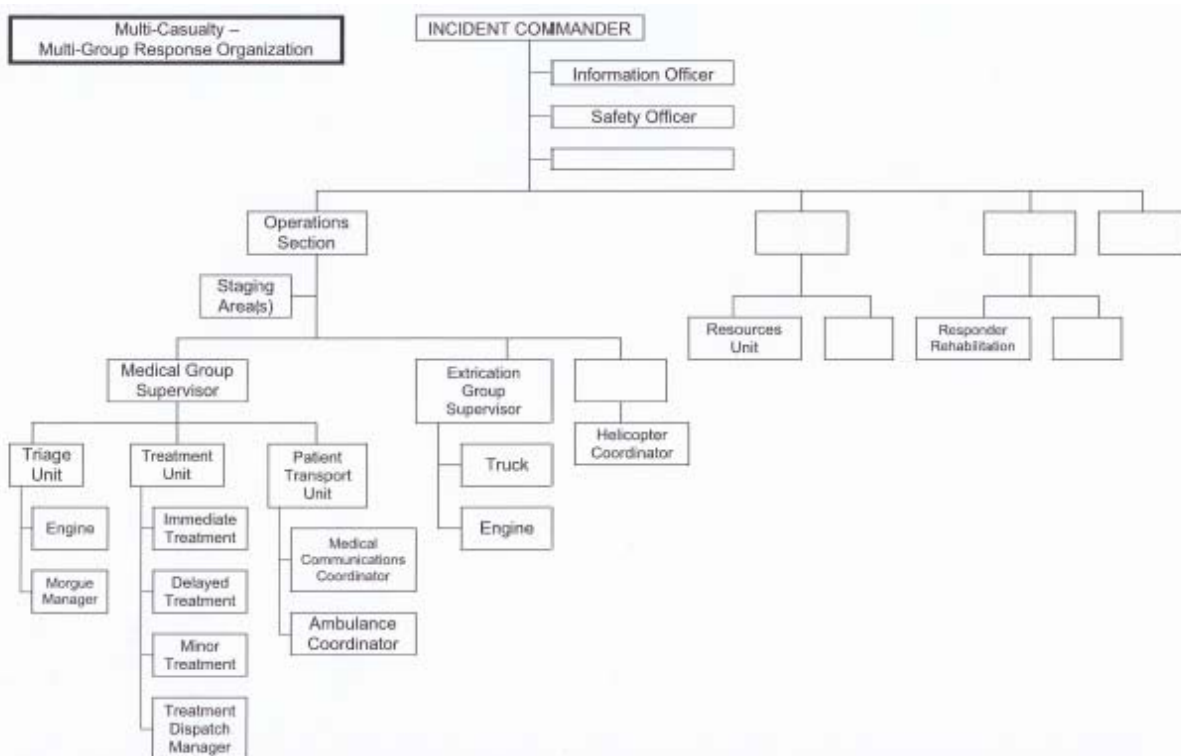 Multi-Casualty –
Multi-Group Response Organization
INCIDENT COMMANDER
Information Officer
Safety Officer
Operations
Section
Staging
Area(s)
Resources
Unit
Responder
Rehabilitation
Medical Group
Supervisor
Extrication
Group
Supervisor
Helicopter
Coordinator
Triage
Unit
Treatment
Unit
Patient
Transport
Unit
Truck
Engine
Engine
Morgue
Manager
Immediate
Treatment
Delayed
Treatment
Minor
Treatment
Treatment
Dispatch
Manager
Medical
Communications
Coordinator
Ambulance
Coordinator